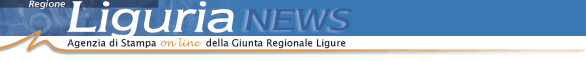 Regione
Liguria NEWS
Agenzia di Stampa on line della Giunta Regionale Ligure